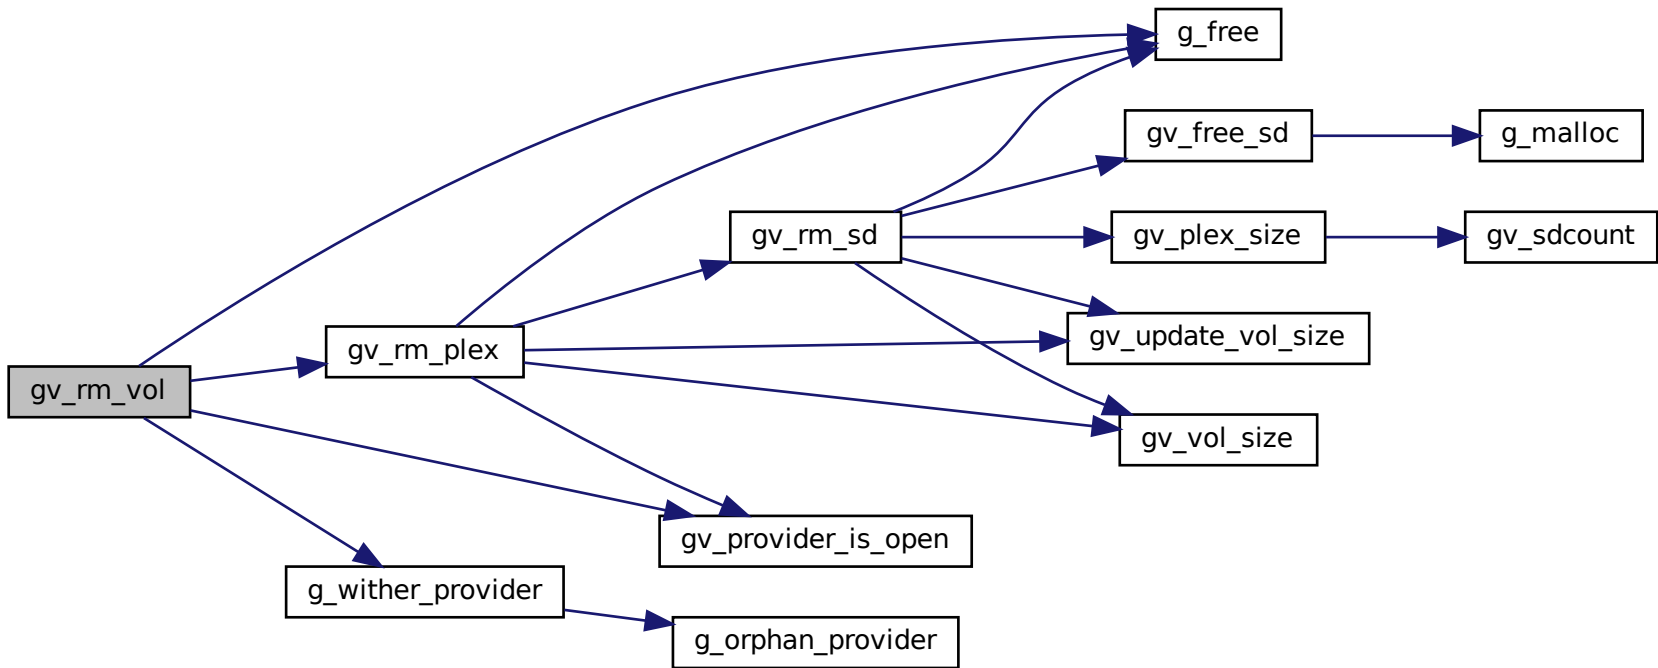 g_free
gv_free_sd
g_malloc
gv_rm_sd
gv_plex_size
gv_sdcount
gv_rm_plex
gv_update_vol_size
gv_rm_vol
gv_vol_size
gv_provider_is_open
g_wither_provider
g_orphan_provider